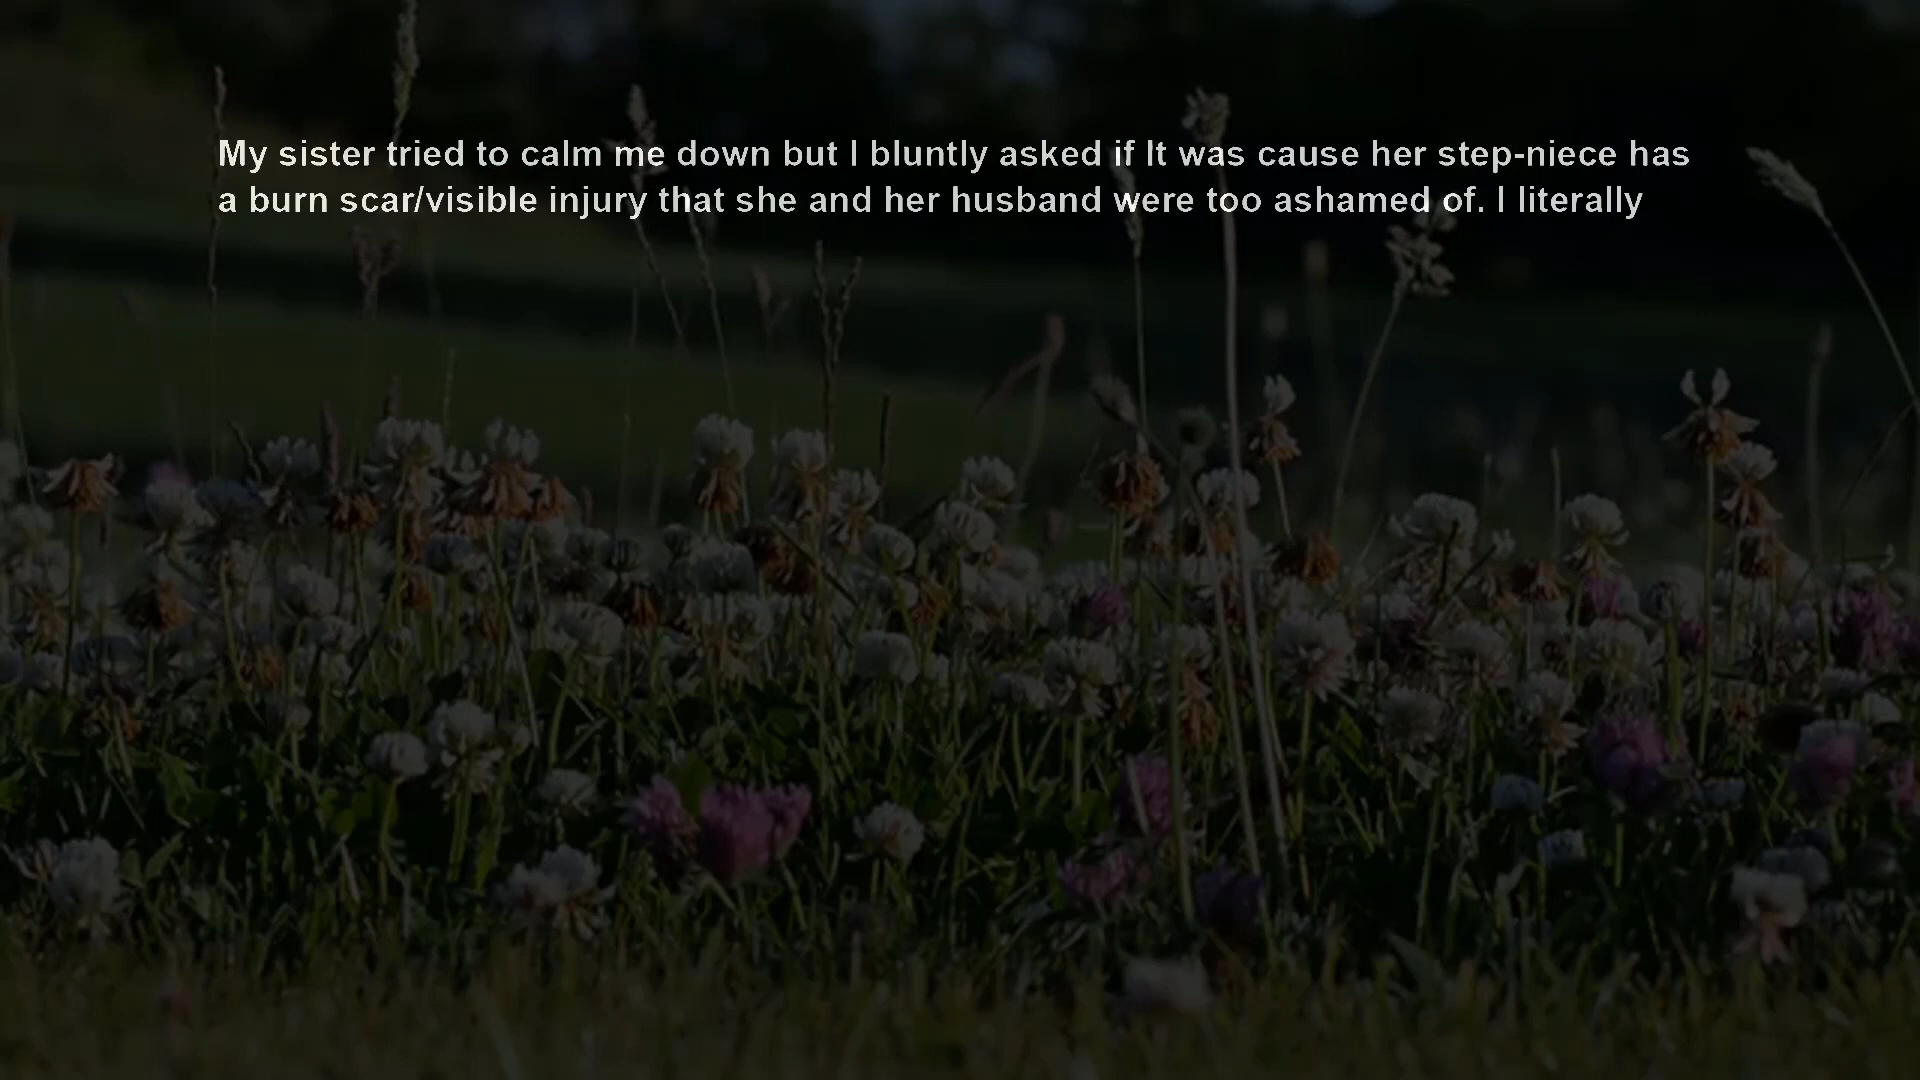 My sister tried to calm me down but I bluntly asked if It was cause her step-niece has
a burn scar/visible injury that she and her husband were too ashamed of. I literally